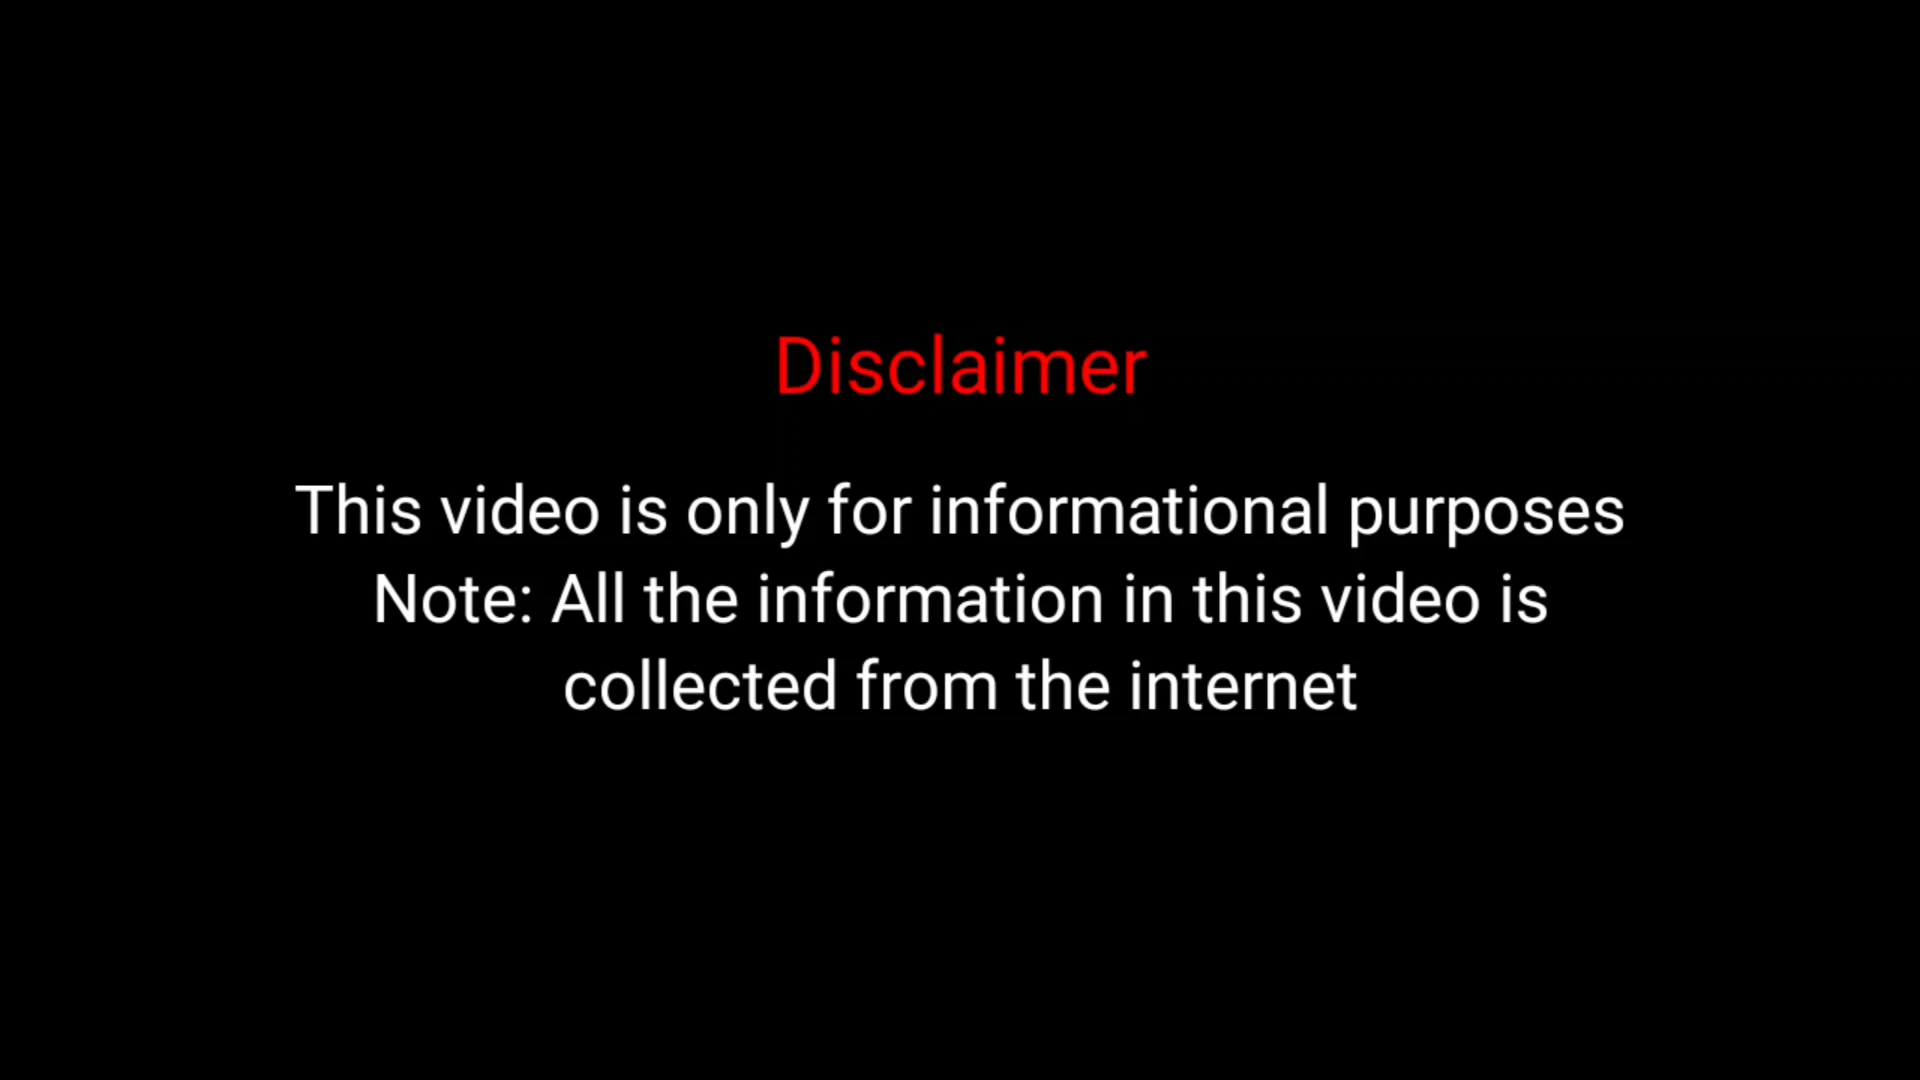 Disclaimer
This video is only for informational purposes
Note: All the information in this video is
collected from the internet